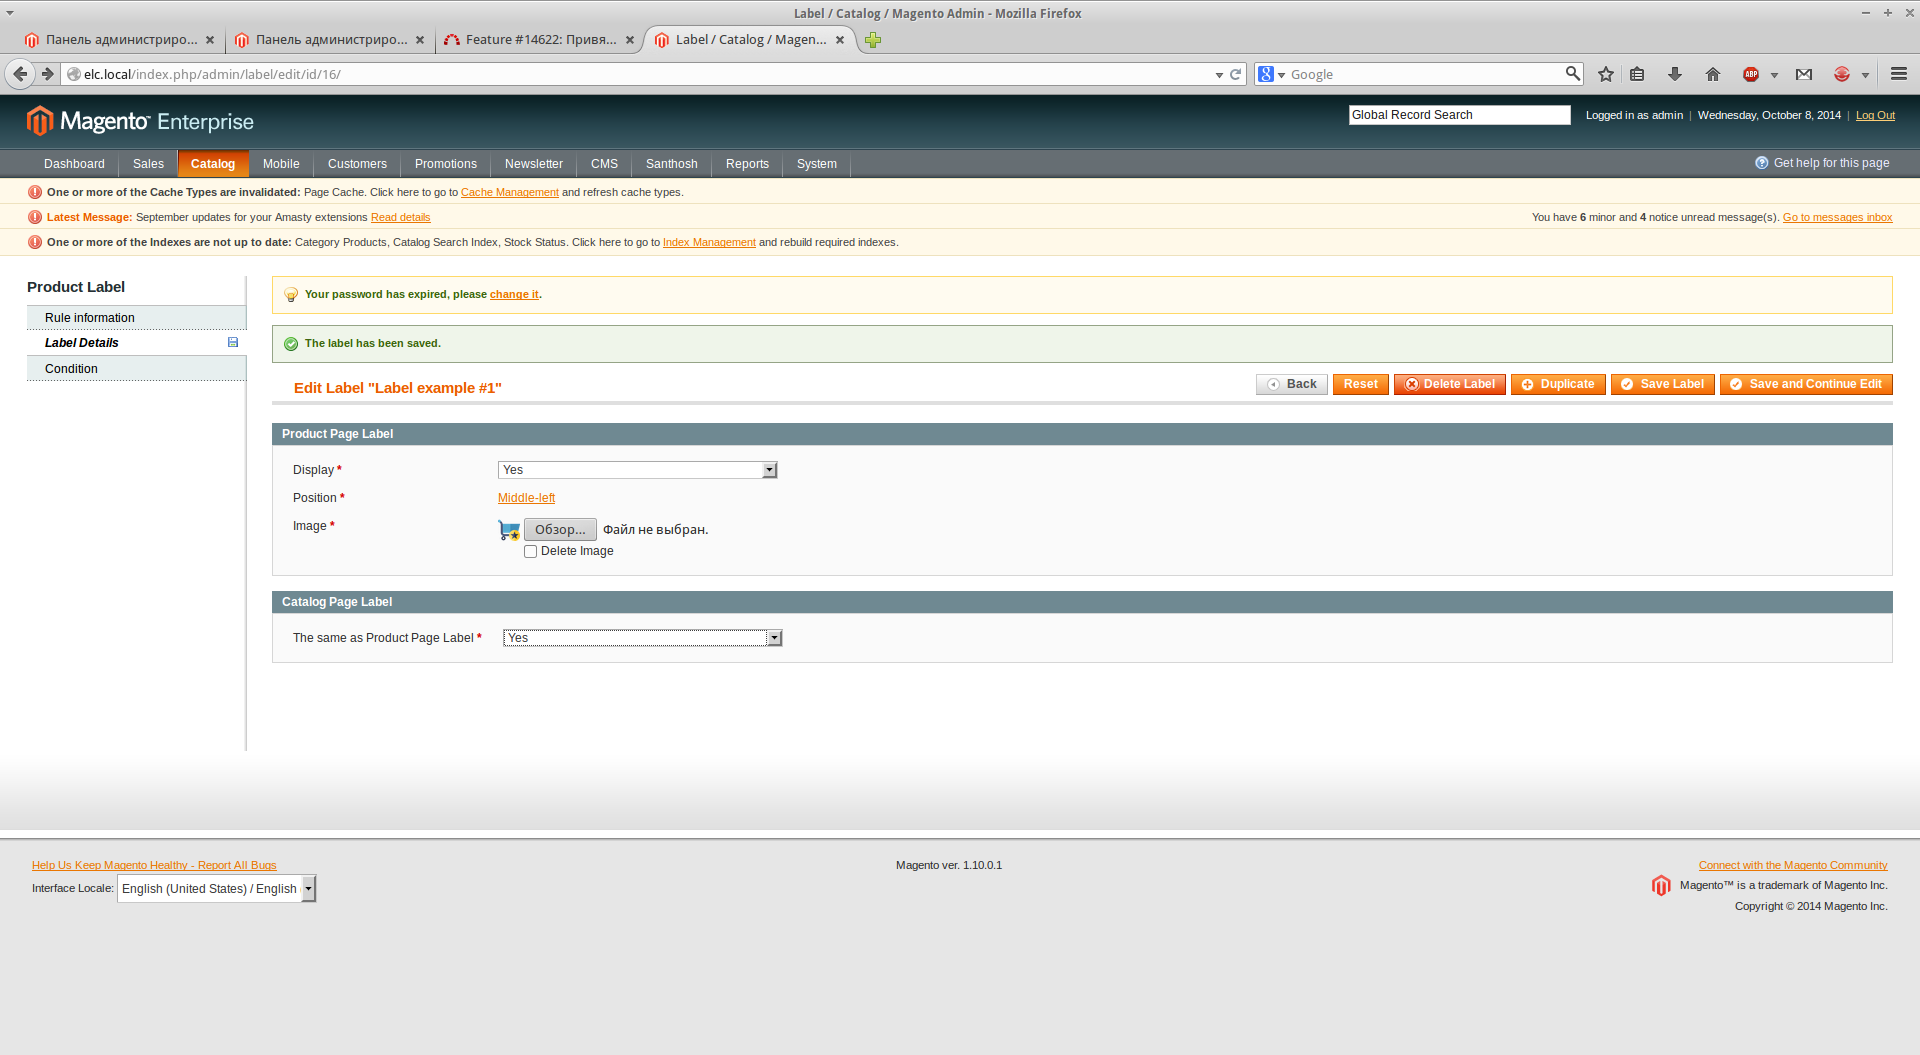 Label / Catalog / Magento Admin - Mozilla Firefox
Панель администриро...
Панель администриро...
Feature #14622: Привя...
Label / Catalog / Magen...
elc.local/index.php/admin/label/edit/id/16/
Google
Magento Enterprise
Global Record Search
Logged in as admin | Wednesday, October 8, 2014 | Log Out
Dashboard Sales Catalog Mobile Customers Promotions Newsletter CMS Santhosh Reports System
Get help for this page
One or more of the Cache Types are invalidated: Page Cache. Click here to go to Cache Management and refresh cache types.
Latest Message: September updates for your Amasty extensions Read details
You have 6 minor and 4 notice unread message(s). Go to messages inbox
One or more of the Indexes are not up to date: Category Products, Catalog Search Index, Stock Status. Click here to go to Index Management and rebuild required indexes.
Product Label
Rule information
Label Details
Condition
Your password has expired, please change it.
The label has been saved.
Edit Label "Label example #1"
Back
Reset
Delete Label
Duplicate
Save Label
Save and Continue Edit
Product Page Label
Display * Yes
Position * Middle-left
Image * Обзор... Файл не выбран.
Delete Image
Catalog Page Label
The same as Product Page Label * Yes
Help Us Keep Magento Healthy - Report All Bugs
Interface Locale: English (United States) / English
Magento ver. 1.10.0.1
Connect with the Magento Community
Magento™ is a trademark of Magento Inc.
Copyright © 2014 Magento Inc.